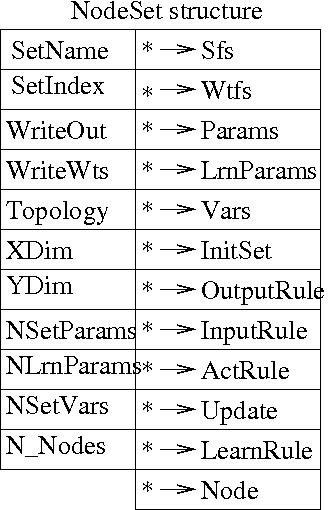 NodeSet structure
SetName * → Sfs
SetIndex * → Wtfs
WriteOut * → Params
WriteWts * → LrnParams
Topology * → Vars
XDim * → InitSet
YDim * → OutputRule
NSetParams * → InputRule
NLrnParams * → ActRule
NSetVars * → Update
N_Nodes * → LearnRule
* → Node